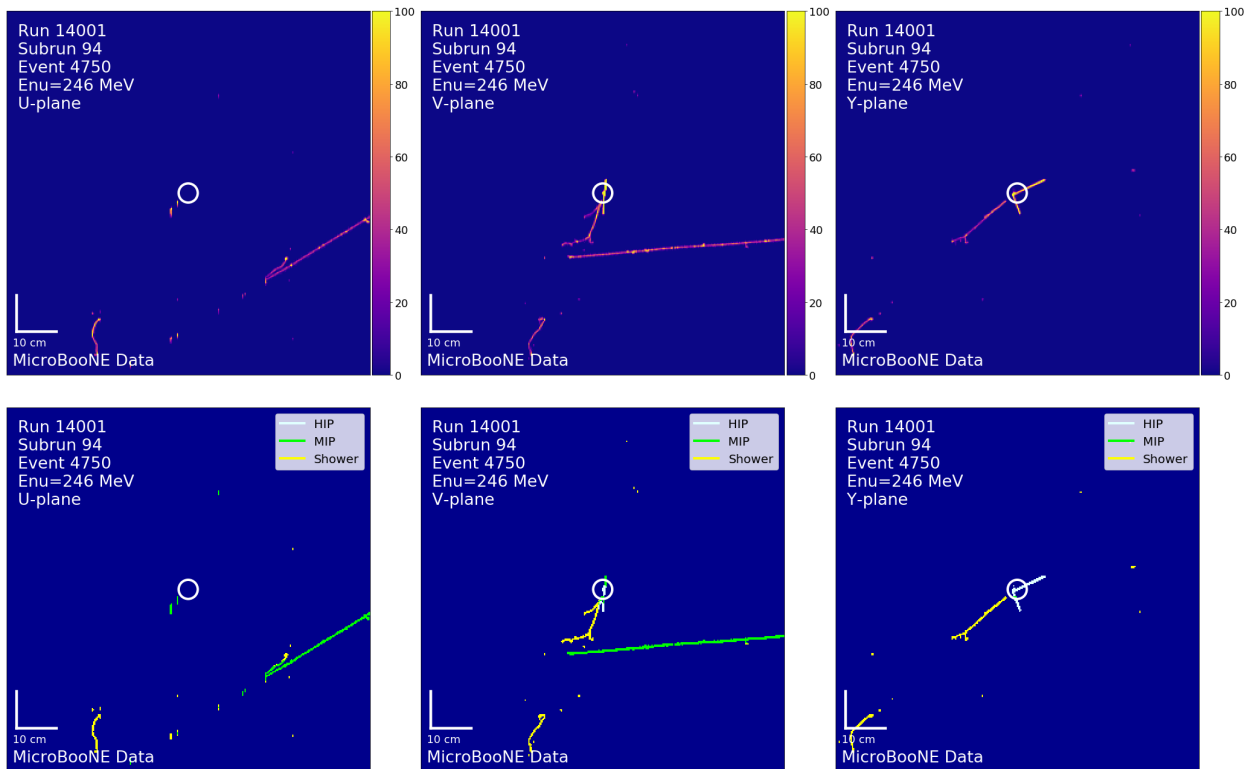 Run 14001
Subrun 94
Event 4750
Enu=246 MeV
U-plane
10 cm
MicroBooNE Data
100
80
60
40
20
0
Run 14001
Subrun 94
Event 4750
Enu=246 MeV
V-plane
10 cm
MicroBooNE Data
100
80
60
40
20
0
Run 14001
Subrun 94
Event 4750
Enu=246 MeV
Y-plane
10 cm
MicroBooNE Data
100
80
60
40
20
0
Run 14001
Subrun 94
Event 4750
Enu=246 MeV
U-plane
HIP
MIP
Shower
10 cm
MicroBooNE Data
Run 14001
Subrun 94
Event 4750
Enu=246 MeV
V-plane
HIP
MIP
Shower
10 cm
MicroBooNE Data
Run 14001
Subrun 94
Event 4750
Enu=246 MeV
Y-plane
HIP
MIP
Shower
10 cm
MicroBooNE Data